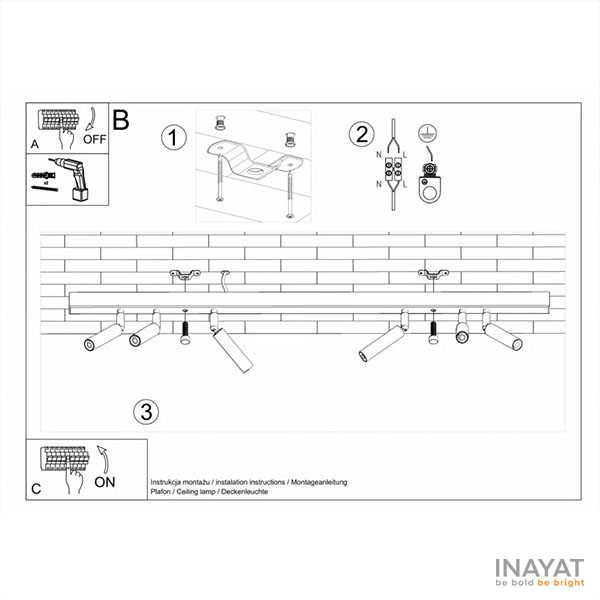 B
1
2
OFF
A
x2
N L
N L
3
ON
C
Instrukcja montażu / instalation instructions / Montageanleitung
Plafon / Ceiling lamp / Deckenleuchte
INAYAT
be bold be bright